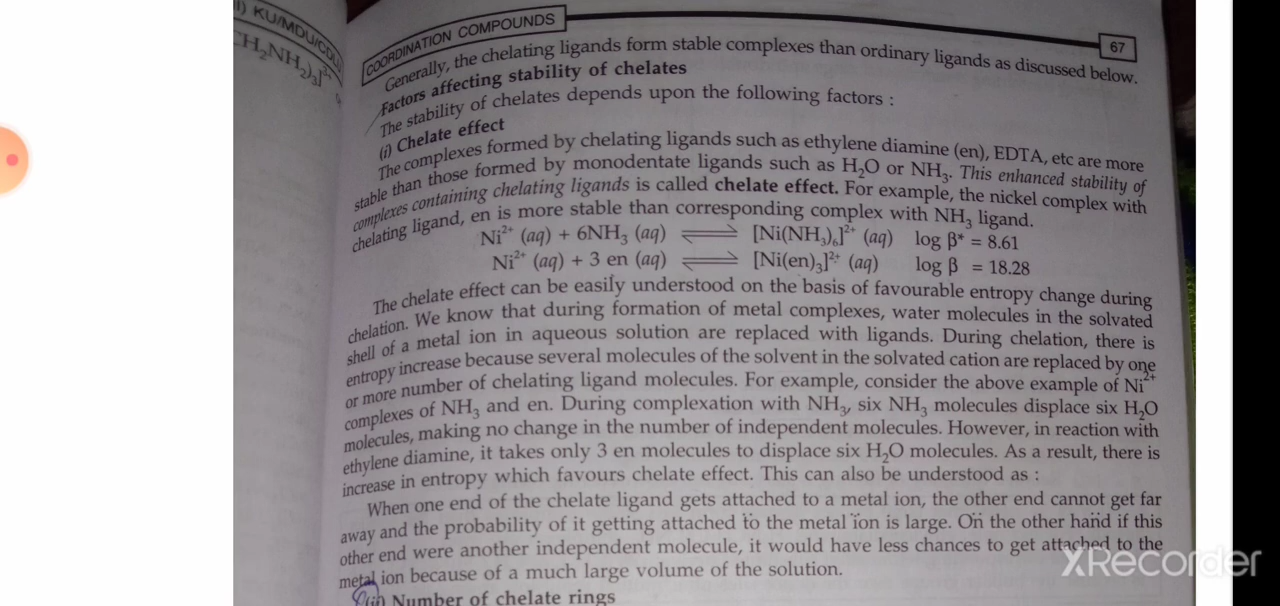 I) KU/MDU/CDLU
CH₂NH₂)₃]²⁺
COORDINATION COMPOUNDS
67
Generally, the chelating ligands form stable complexes than ordinary ligands as discussed below.
Factors affecting stability of chelates
The stability of chelates depends upon the following factors :
(i) Chelate effect
The complexes formed by chelating ligands such as ethylene diamine (en), EDTA, etc are more
stable than those formed by monodentate ligands such as H₂O or NH₃. This enhanced stability of
complexes containing chelating ligands is called chelate effect. For example, the nickel complex with
chelating ligand, en is more stable than corresponding complex with NH₃ ligand.
Ni²⁺ (aq) + 6NH₃ (aq) ⇌ [Ni(NH₃)₆]²⁺ (aq) log β* = 8.61
Ni²⁺ (aq) + 3 en (aq) ⇌ [Ni(en)₃]²⁺ (aq) log β = 18.28
The chelate effect can be easily understood on the basis of favourable entropy change during
chelation. We know that during formation of metal complexes, water molecules in the solvated
shell of a metal ion in aqueous solution are replaced with ligands. During chelation, there is
entropy increase because several molecules of the solvent in the solvated cation are replaced by one
or more number of chelating ligand molecules. For example, consider the above example of Ni²⁺
complexes of NH₃ and en. During complexation with NH₃, six NH₃ molecules displace six H₂O
molecules, making no change in the number of independent molecules. However, in reaction with
ethylene diamine, it takes only 3 en molecules to displace six H₂O molecules. As a result, there is
increase in entropy which favours chelate effect. This can also be understood as :
When one end of the chelate ligand gets attached to a metal ion, the other end cannot get far
away and the probability of it getting attached to the metal ion is large. On the other hand if this
other end were another independent molecule, it would have less chances to get attached to the
metal ion because of a much large volume of the solution.
(ii) Number of chelate rings
XRecorder